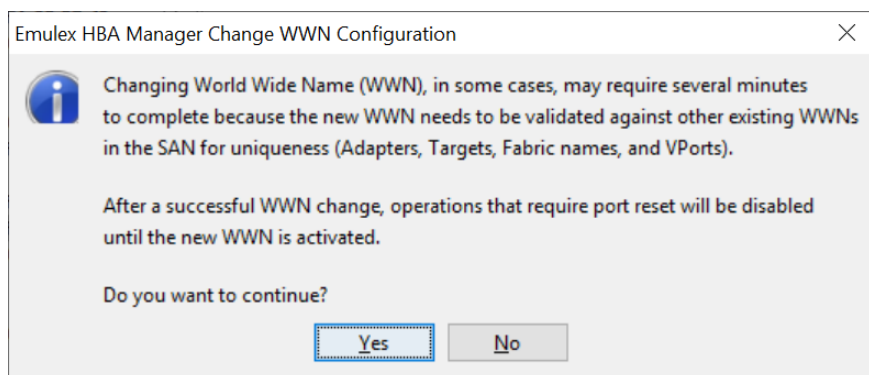 Emulex HBA Manager Change WWN Configuration
Changing World Wide Name (WWN), in some cases, may require several minutes
to complete because the new WWN needs to be validated against other existing WWNs
in the SAN for uniqueness (Adapters, Targets, Fabric names, and VPorts).
After a successful WWN change, operations that require port reset will be disabled
until the new WWN is activated.
Do you want to continue?
Yes No